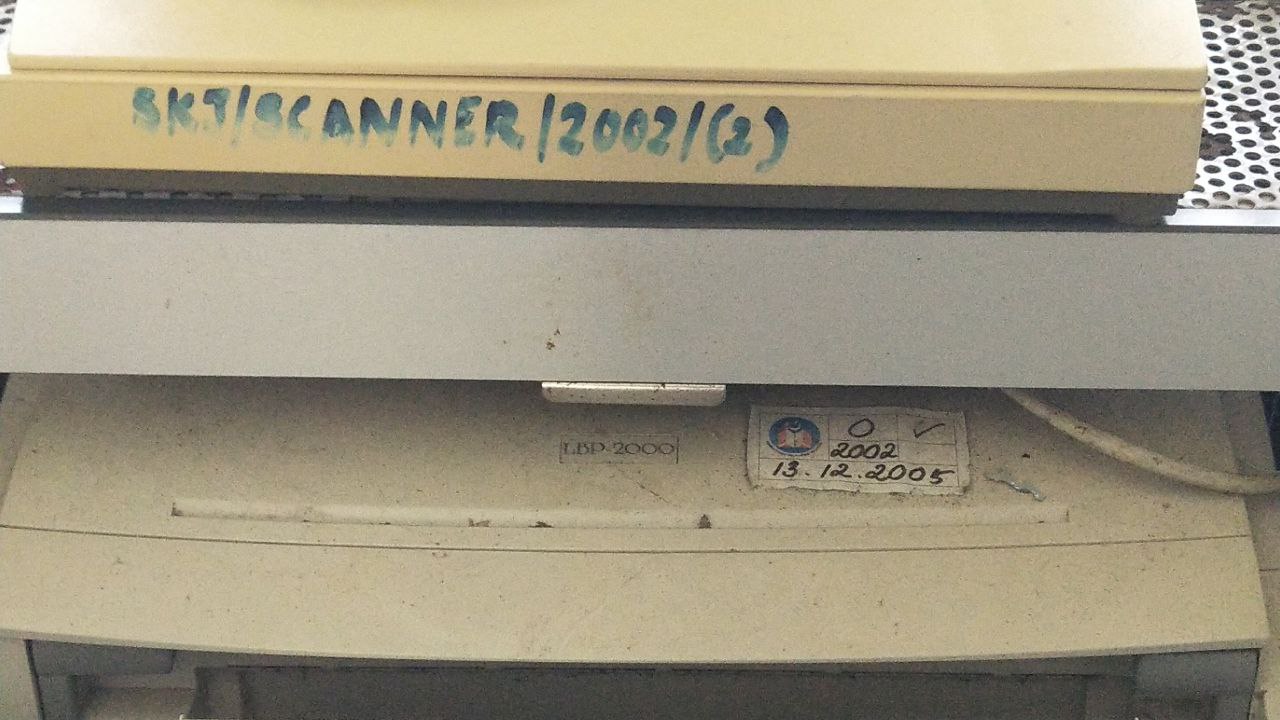 SKJ/SCANNER/2002/(2)
LBP-2000
O ✓
2002
13.12.2005